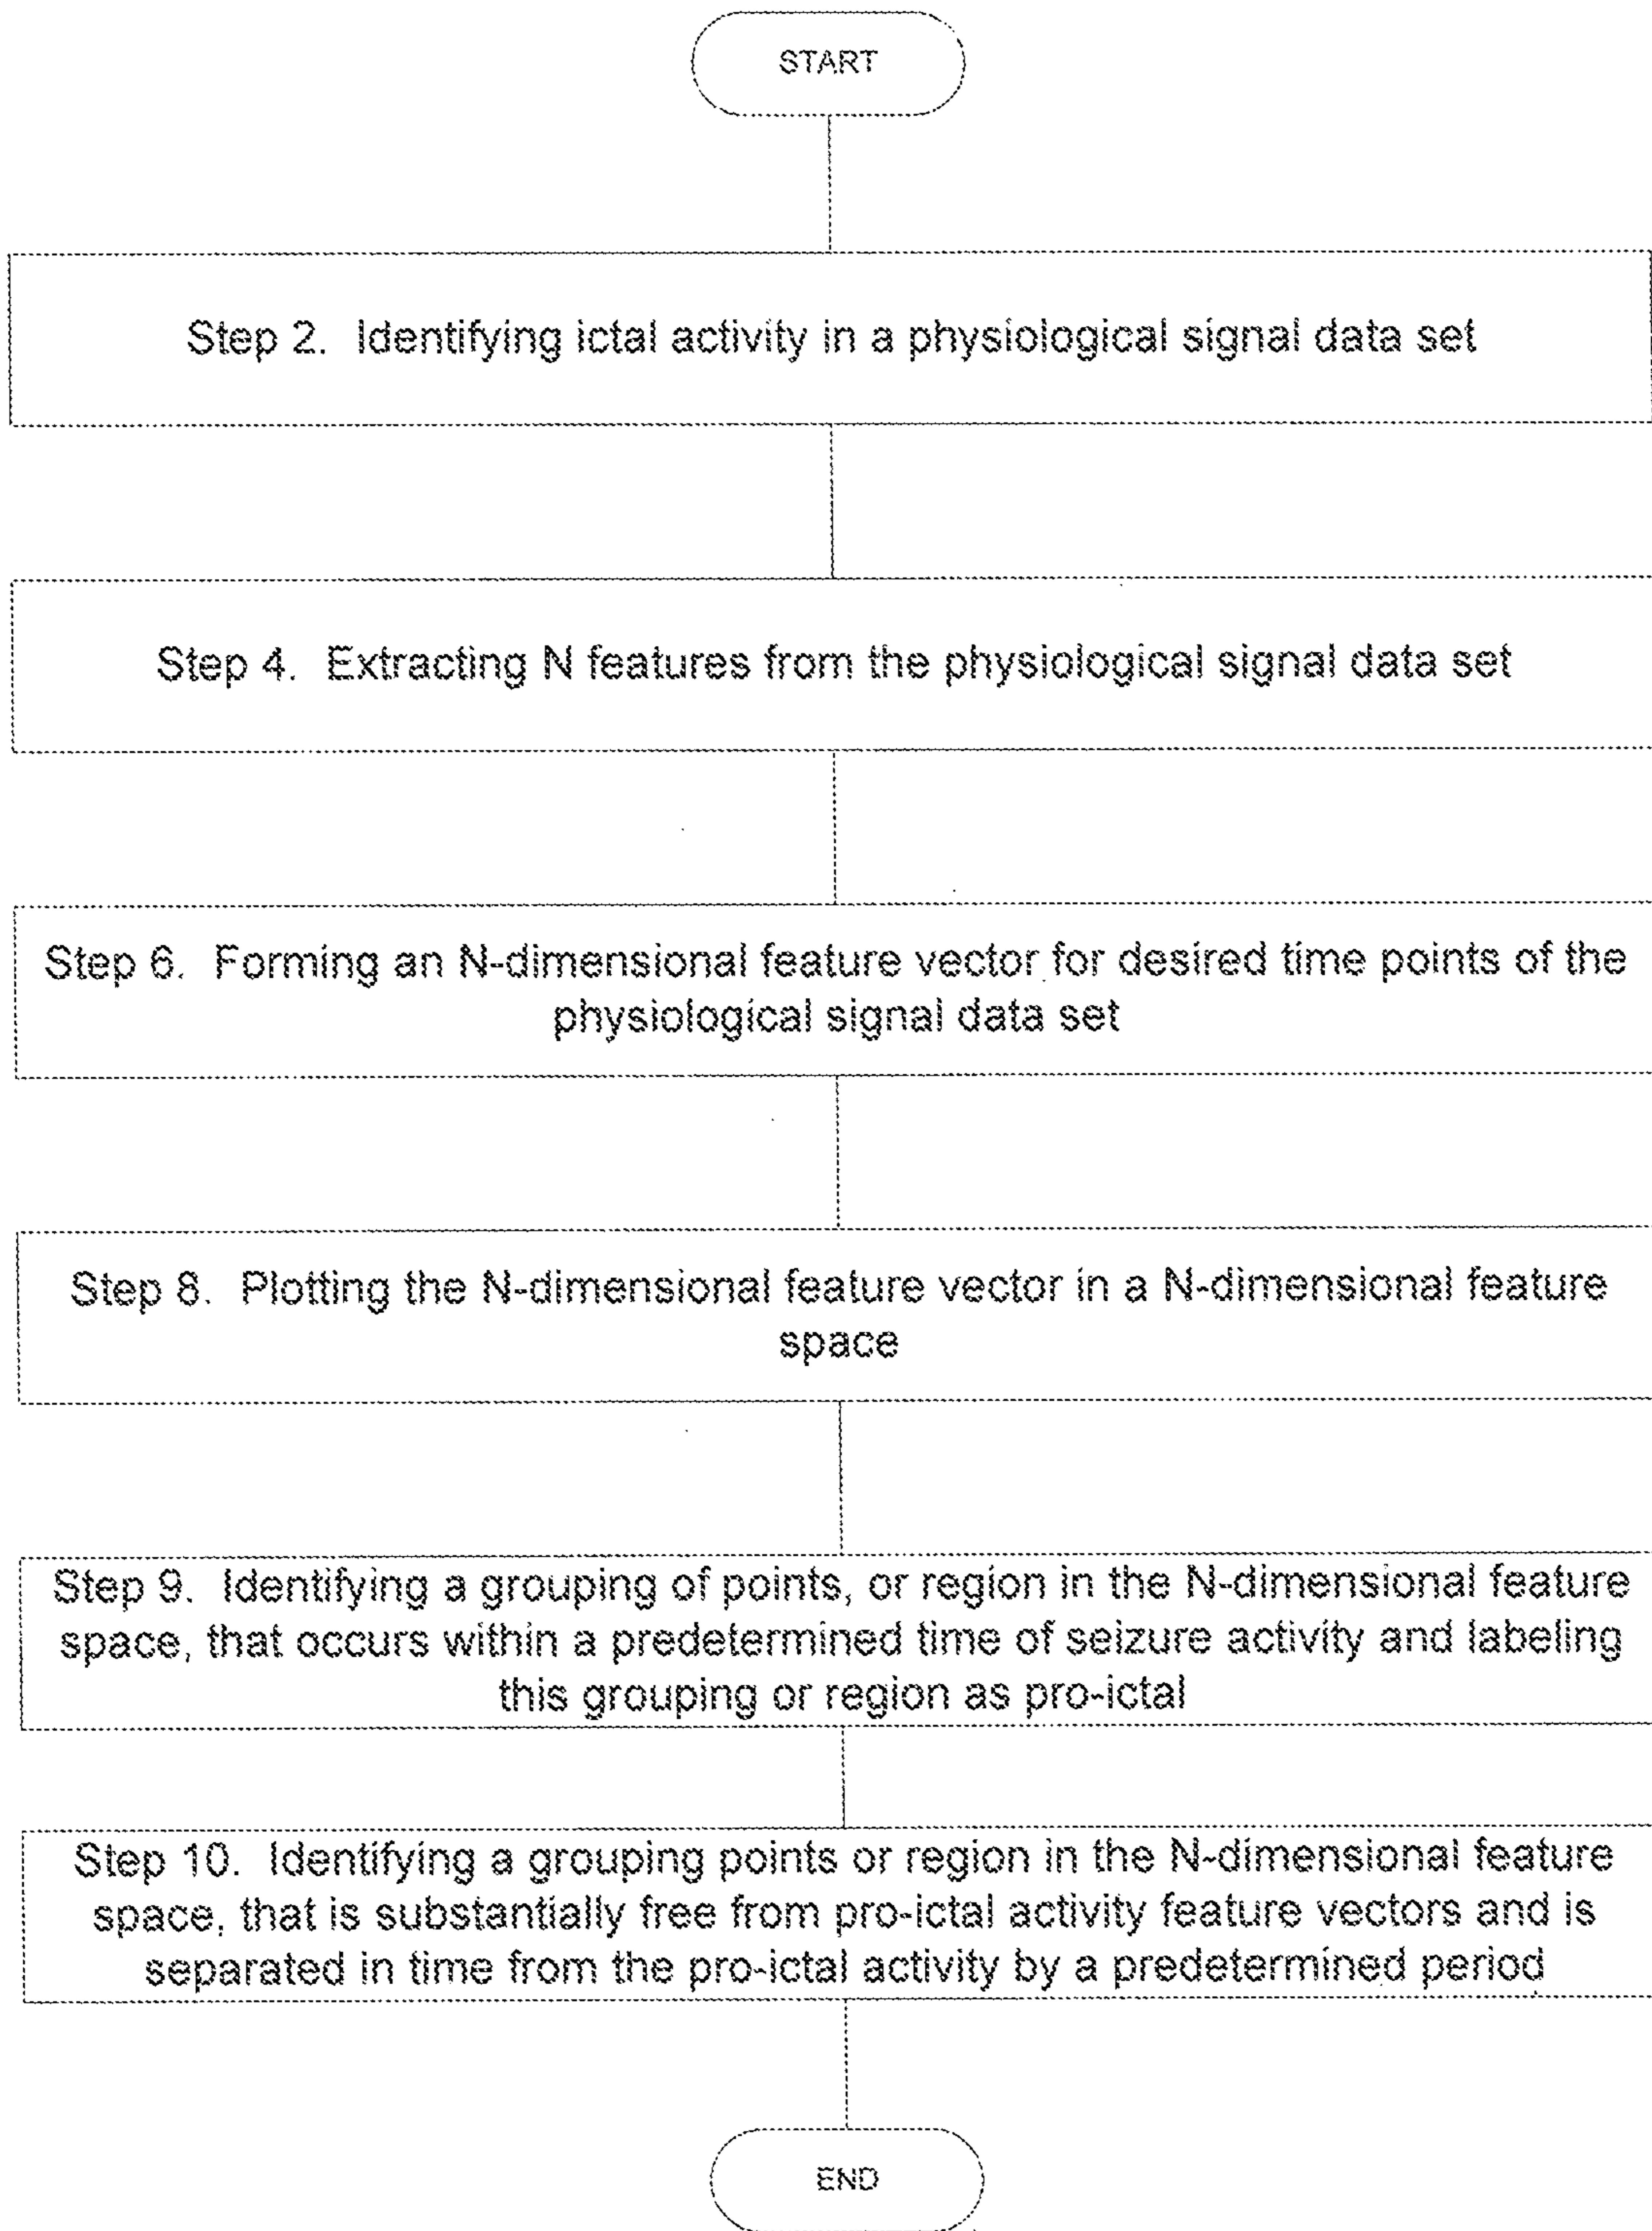 START
Step 2. Identifying ictal activity in a physiological signal data set
Step 4. Extracting N features from the physiological signal data set
Step 6. Forming an N-dimensional feature vector for desired time points of the
physiological signal data set
Step 8. Plotting the N-dimensional feature vector in a N-dimensional feature
space
Step 9. Identifying a grouping of points, or region in the N-dimensional feature
space, that occurs within a predetermined time of seizure activity and labeling
this grouping or region as pro-ictal
Step 10. Identifying a grouping points or region in the N-dimensional feature
space, that is substantially free from pro-ictal activity feature vectors and is
separated in time from the pro-ictal activity by a predetermined period
END